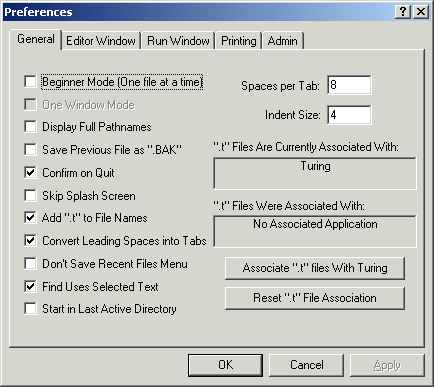 Preferences
General Editor Window Run Window Printing Admin
Beginner Mode (One file at a time)
One Window Mode
Display Full Pathnames
Save Previous File as ".BAK"
Confirm on Quit
Skip Splash Screen
Add ".t" to File Names
Convert Leading Spaces into Tabs
Don't Save Recent Files Menu
Find Uses Selected Text
Start in Last Active Directory
Spaces per Tab: 8
Indent Size: 4
".t" Files Are Currently Associated With:
Turing
".t" Files Were Associated With:
No Associated Application
Associate ".t" files With Turing
Reset ".t" File Association
OK Cancel Apply